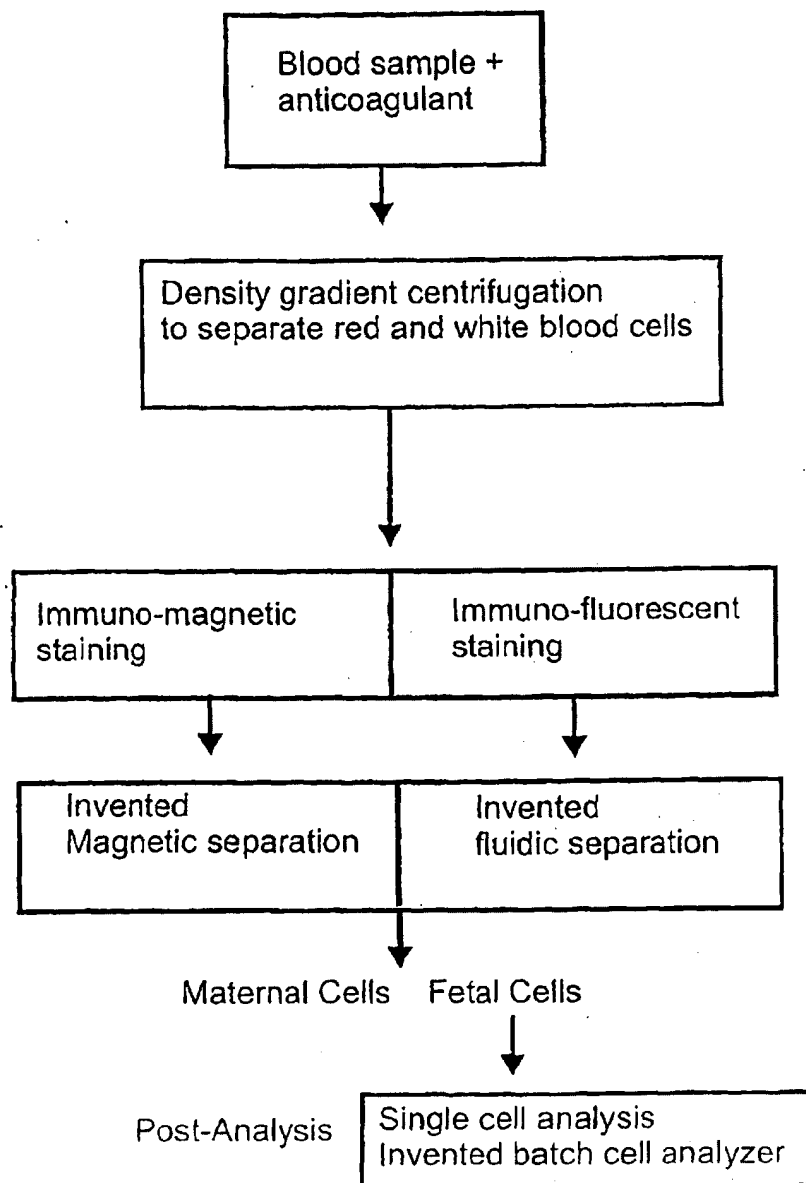 Blood sample +
anticoagulant
Density gradient centrifugation
to separate red and white blood cells
Immuno-magnetic
staining
Immuno-fluorescent
staining
Invented
Magnetic separation
Invented
fluidic separation
Maternal Cells Fetal Cells
Post-Analysis
Single cell analysis
Invented batch cell analyzer